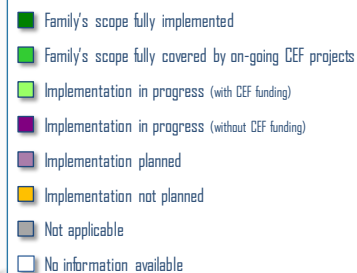 Family's scope fully implemented
Family's scope fully covered by on-going CEF projects
Implementation in progress (with CEF funding)
Implementation in progress (without CEF funding)
Implementation planned
Implementation not planned
Not applicable
No information available